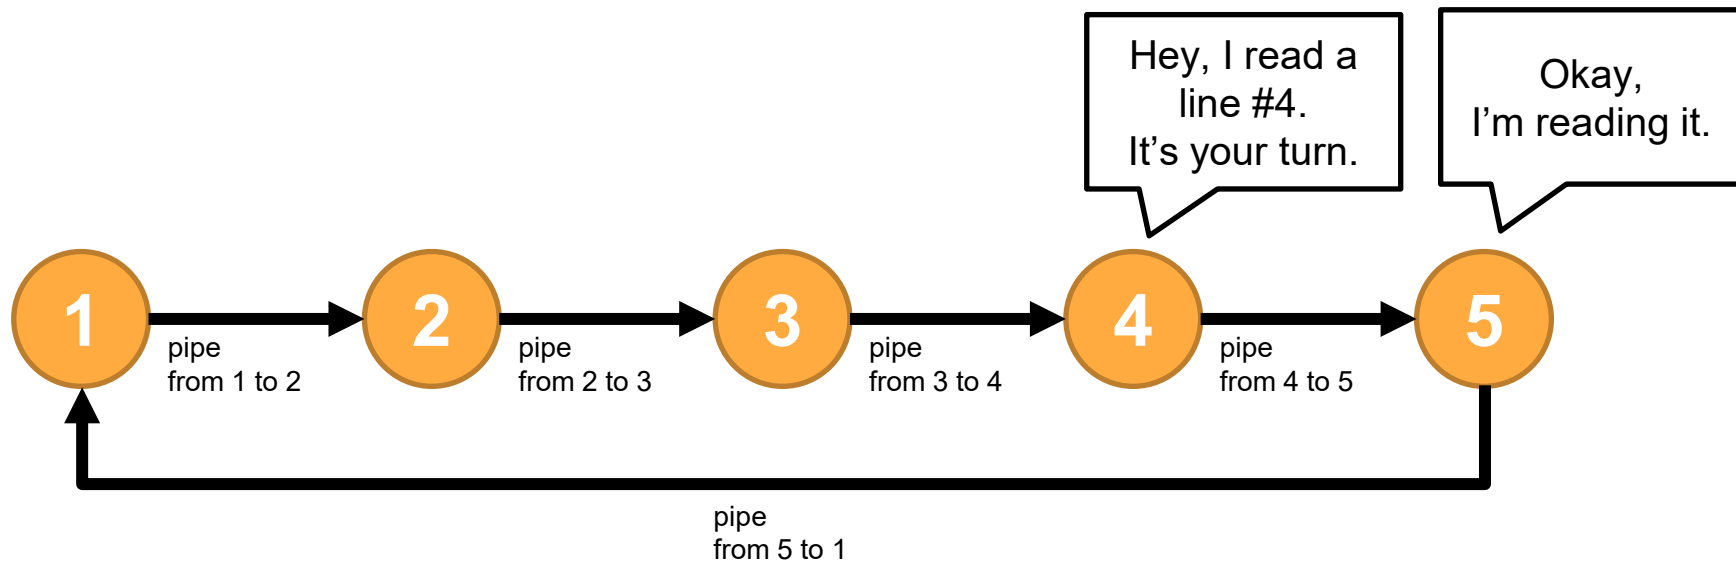 Hey, I read a
line #4.
It's your turn.
Okay,
I'm reading it.
1
2
3
4
5
pipe
from 1 to 2
pipe
from 2 to 3
pipe
from 3 to 4
pipe
from 4 to 5
pipe
from 5 to 1